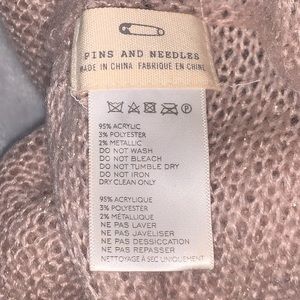 PINS AND NEEDLES
MADE IN CHINA FABRIQUÉ EN CHINE
95% ACRYLIC
3% POLYESTER
2% METALLIC
DO NOT WASH
DO NOT BLEACH
DO NOT TUMBLE DRY
DO NOT IRON
DRY CLEAN ONLY
95% ACRYLIQUE
3% POLYESTER
2% MÉTALLIQUE
NE PAS LAVER
NE PAS JAVELISER
NE PAS DESSICCATION
NE PAS REPASSER
NETTOYAGE À SEC UNIQUEMENT